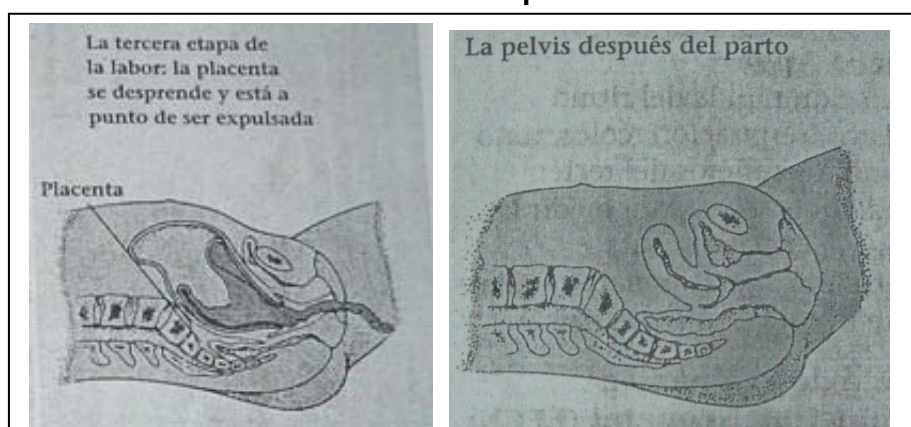 La tercera etapa de
la labor: la placenta
se desprende y está a
punto de ser expulsada
Placenta
La pelvis después del parto